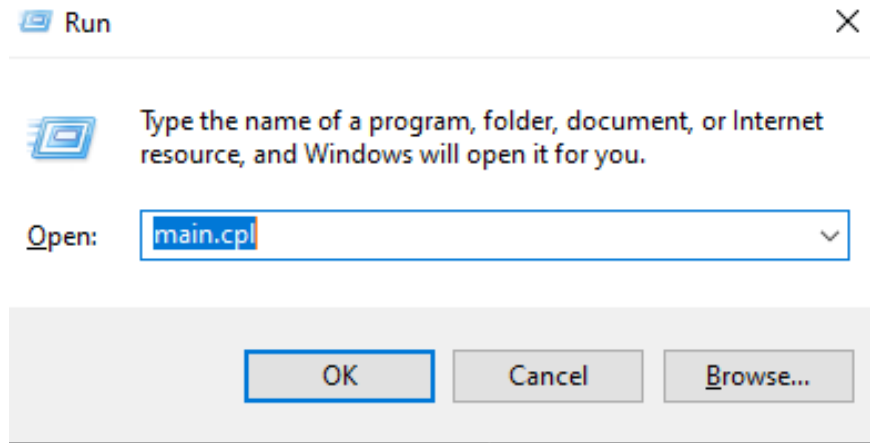 Run
Type the name of a program, folder, document, or Internet
resource, and Windows will open it for you.
Open: main.cpl
OK Cancel Browse...